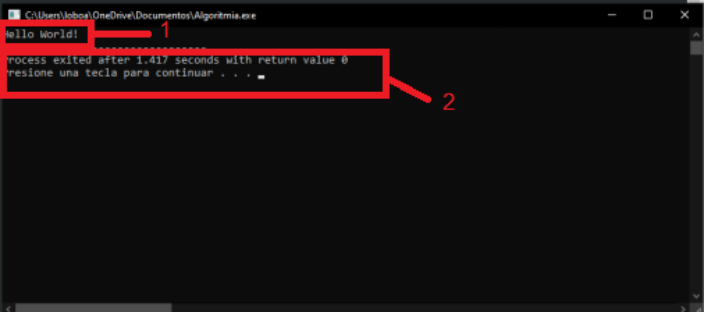 C:\Users\loboa\OneDrive\Documentos\Algoritmia.exe
Hello World!
1
--------------------------------
Process exited after 1.417 seconds with return value 0
Presione una tecla para continuar . . .
2